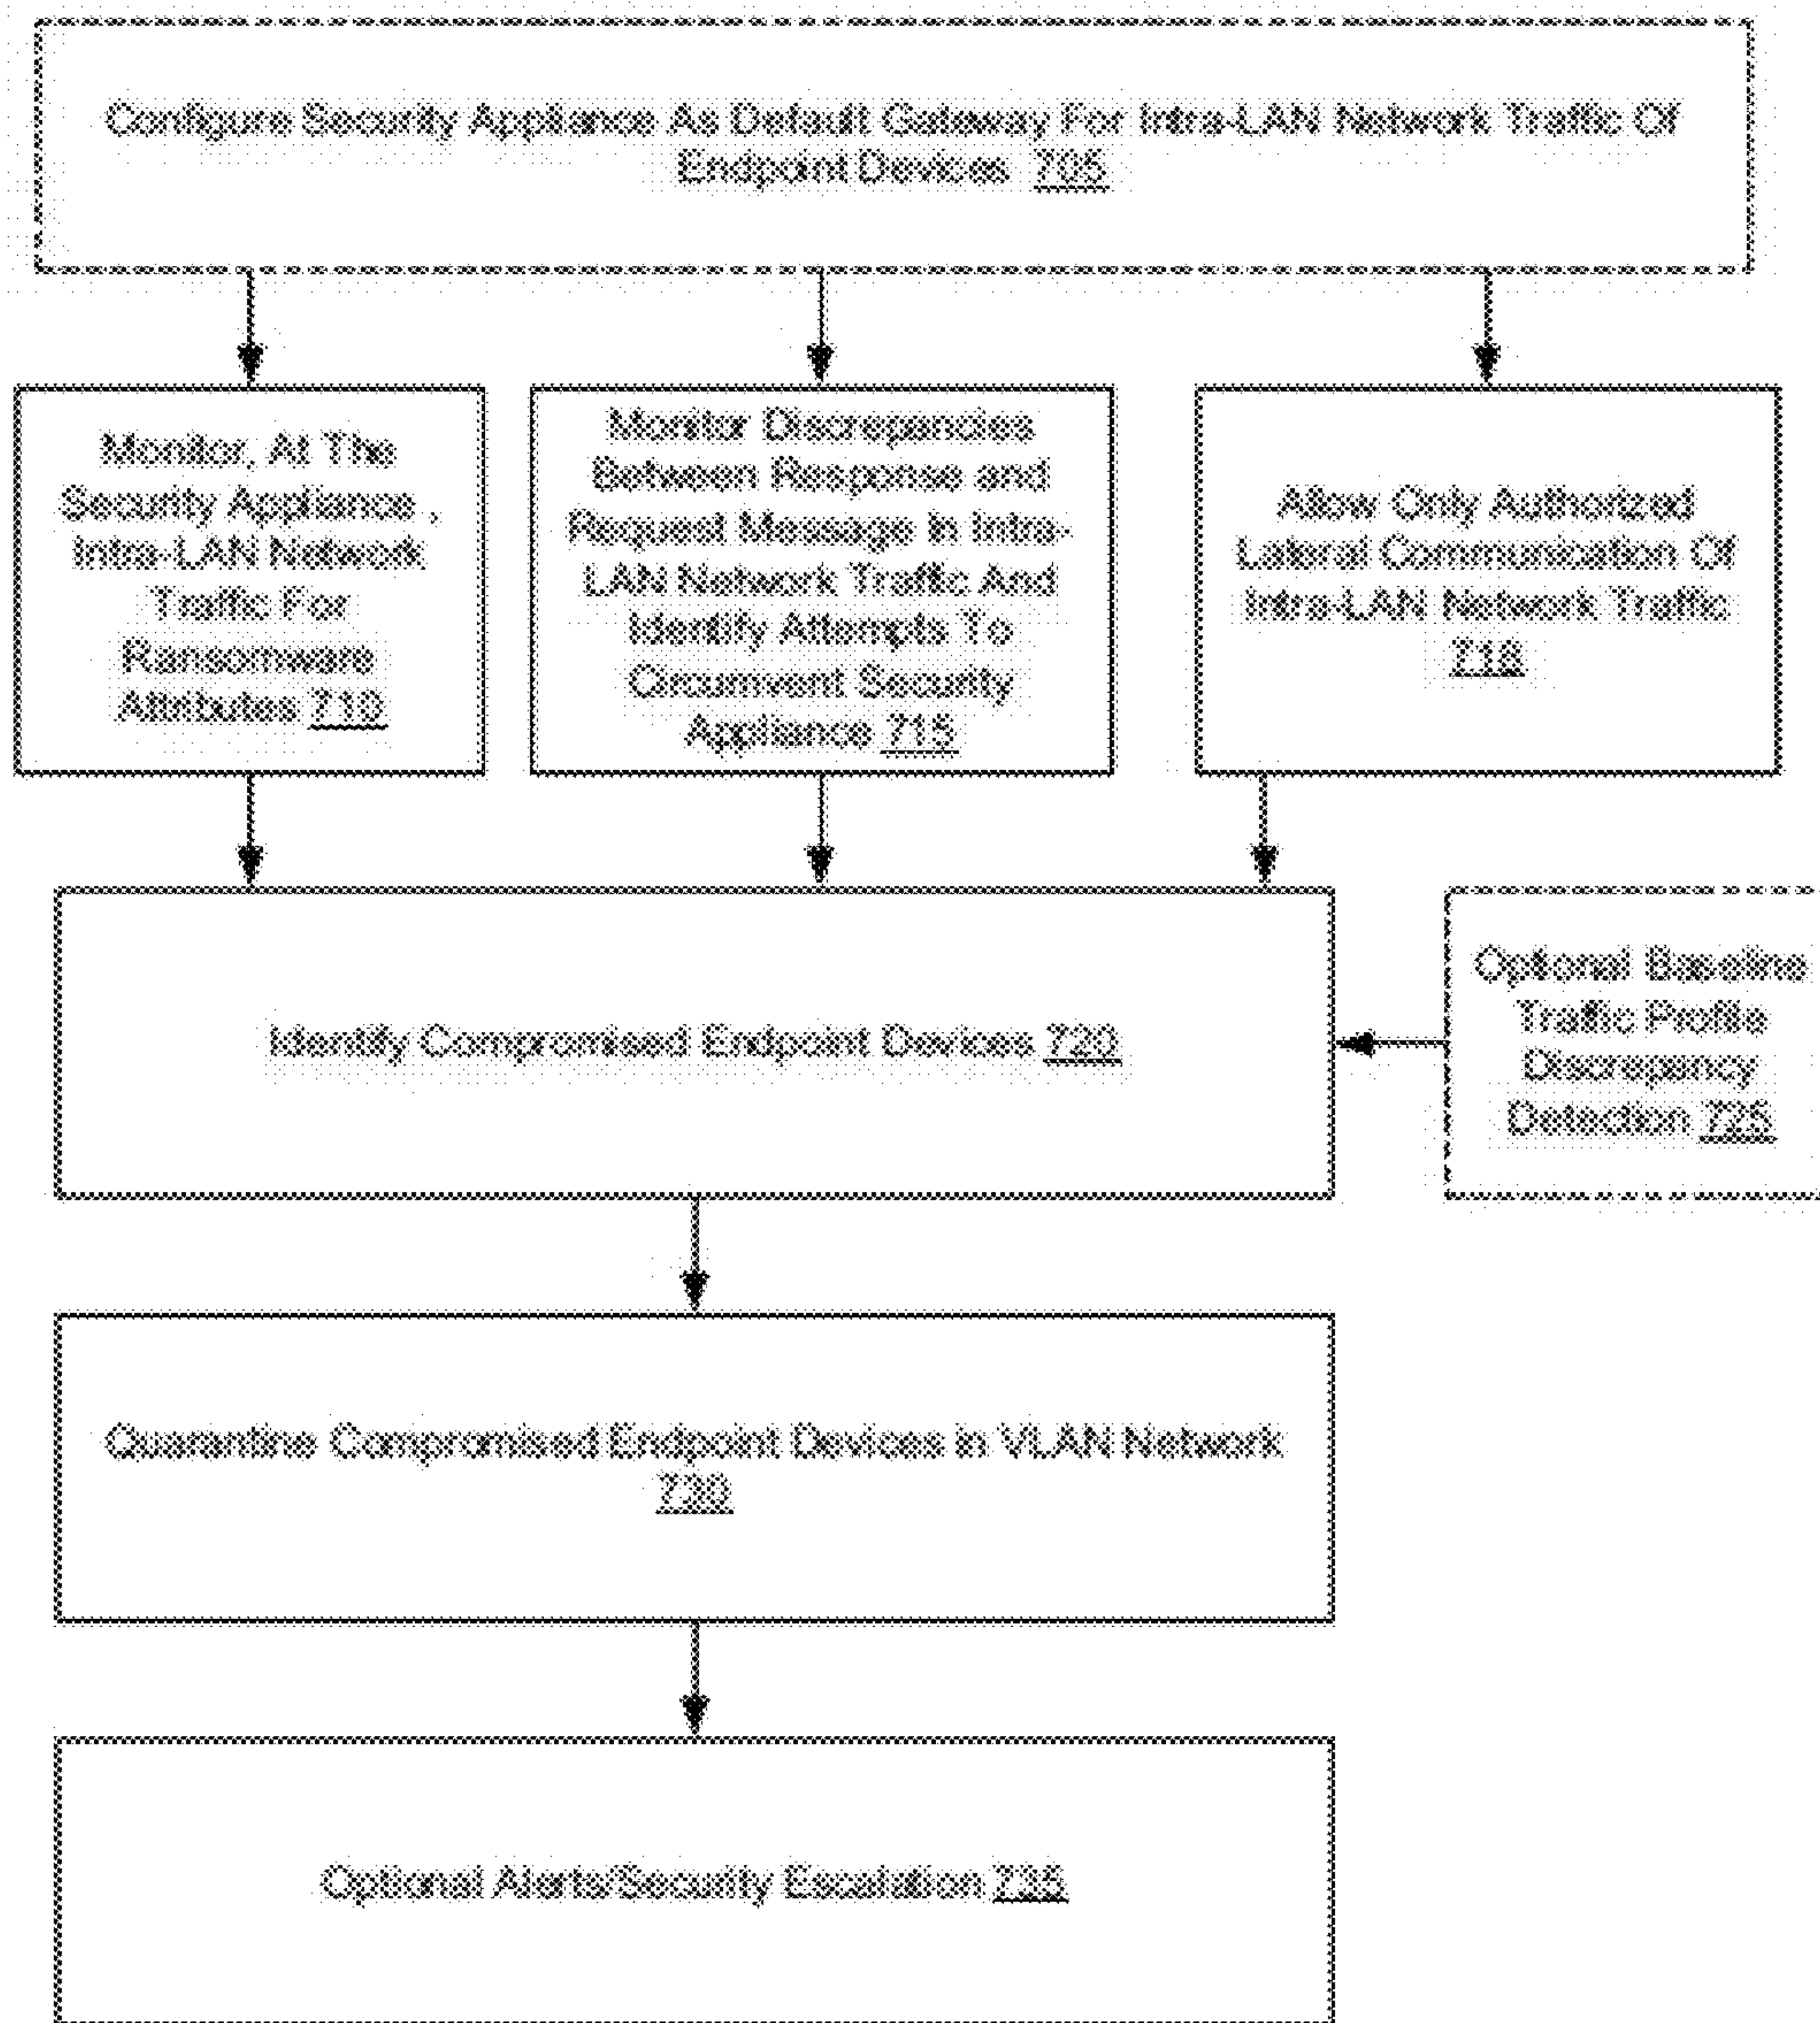 Configure Security Appliance As Default Gateway For Intra-LAN Network Traffic Of
Endpoint Devices 705
Monitor, At The
Security Appliance ,
Intra-LAN Network
Traffic For
Ransomware
Attributes 710
Monitor Discrepancies
Between Response and
Request Message in Intra-
LAN Network Traffic And
Identify Attempts To
Circumvent Security
Appliance 715
Allow Only Authorized
Lateral Communication Of
Intra-LAN Network Traffic
718
Identify Compromised Endpoint Devices 720
Optional Baseline
Traffic Profile
Discrepancy
Detection 725
Quarantine Compromised Endpoint Devices in VLAN Network
730
Optional Alerts/Security Escalation 735